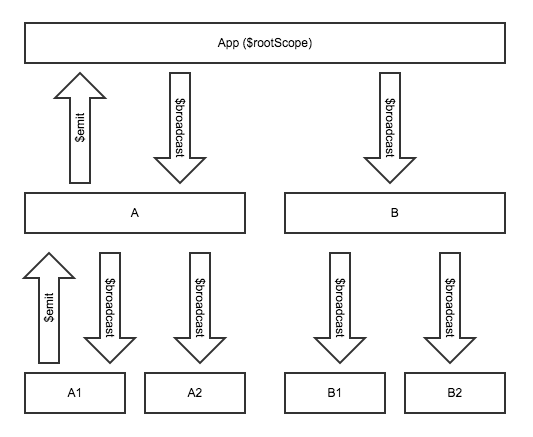 App ($rootScope)
$emit
$broadcast
$broadcast
A
B
$emit
$broadcast
$broadcast
$broadcast
$broadcast
A1
A2
B1
B2